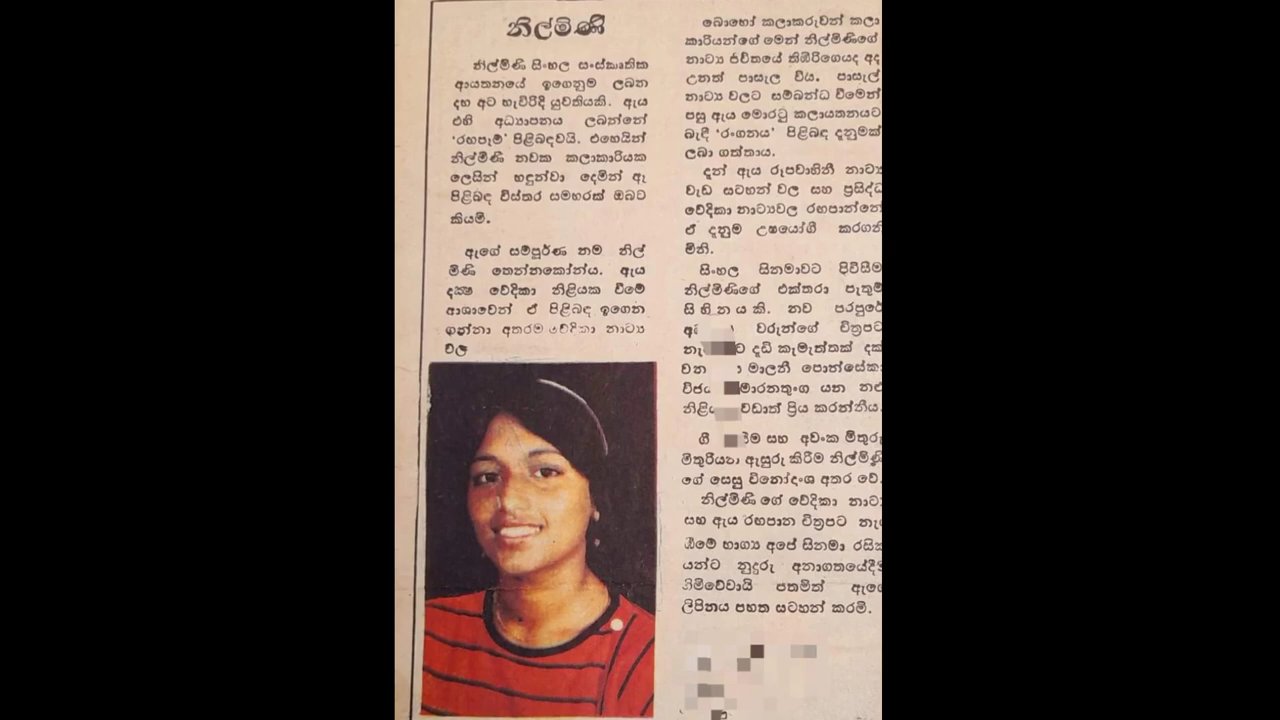 නිල්මිණි
නිල්මිණි සිංහල සංස්කෘතික
ආයතනයේ ඉගෙනුම ලබන
දහ අට හැවිරිදි යුවතියකි. ඇය
එහි අධ්‍යාපනය ලබන්නේ
‘රඟපෑම්’ පිළිබඳවයි. එහෙයින්
නිල්මිණි නවක කලාකාරියක
ලෙසින් හඳුන්වා දෙමින් ඇ
පිළිබඳ විස්තර සමහරක් ඔබට
කියමි.
ඇගේ සම්පූර්ණ නම නිල්
මිණි තෙන්නකෝන්ය. ඇය
දක්‍ෂ වේදිකා නිළියක වීමේ
ආශාවෙන් ඒ පිළිබඳ ඉගෙන
ගන්නා අතරම වේදිකා නාට්‍ය
වල
බොහෝ කලාකරුවන් කලා
කාරියන්ගේ මෙන් නිල්මිණිගේ
නාට්‍ය ජීවිතයේ තිඹිරිගෙයද අද
උනත් පාසැල විය. පාසැල්
නාට්‍ය වලට සම්බන්ධ වීමෙන්
පසු ඇය මොරටු කලායතනයට
බැඳී ‘රංගනය’ පිළිබඳ දැනුමක්
ලබා ගත්තාය.
දැන් ඇය රූපවාහිනී නාට්‍ය
වැඩ සටහන් වල සහ ප්‍රසිද්ධ
වේදිකා නාට්‍යවල රඟපාන්නේ
ඒ දැනුම උෂයෝගී කරගනි
මිනි.
සිංහල සිනමාවට පිවිසීම
නිල්මිණිගේ එක්තරා පැතුම්
සිහිනයකි. නව පරපුරේ
වරුන්ගේ චිත්‍රපට
දැඩි කැමැත්තක් දක්
වන මාලනී පොන්සේකා
මාරනතුංග යන නළු
වඩාත් ප්‍රිය කරන්නීය.
ගී සහ අවංක මිතුරු
මිතුරියන් ඇසුරු කිරීම නිල්මිණි
ගේ සෙසු විනෝදාංශ අතර වේ.
නිල්මිණි ගේ වේදිකා නාට්‍ය
සහ ඇය රඟපාන චිත්‍රපට නැර
ඹීමේ භාග්‍ය අපේ සිනමා රසික
යන්ට නුදුරු අනාගතයේදී
හිමිවේවායි පතමින් ඇගේ
ලිපිනය පහත සටහන් කරමි.